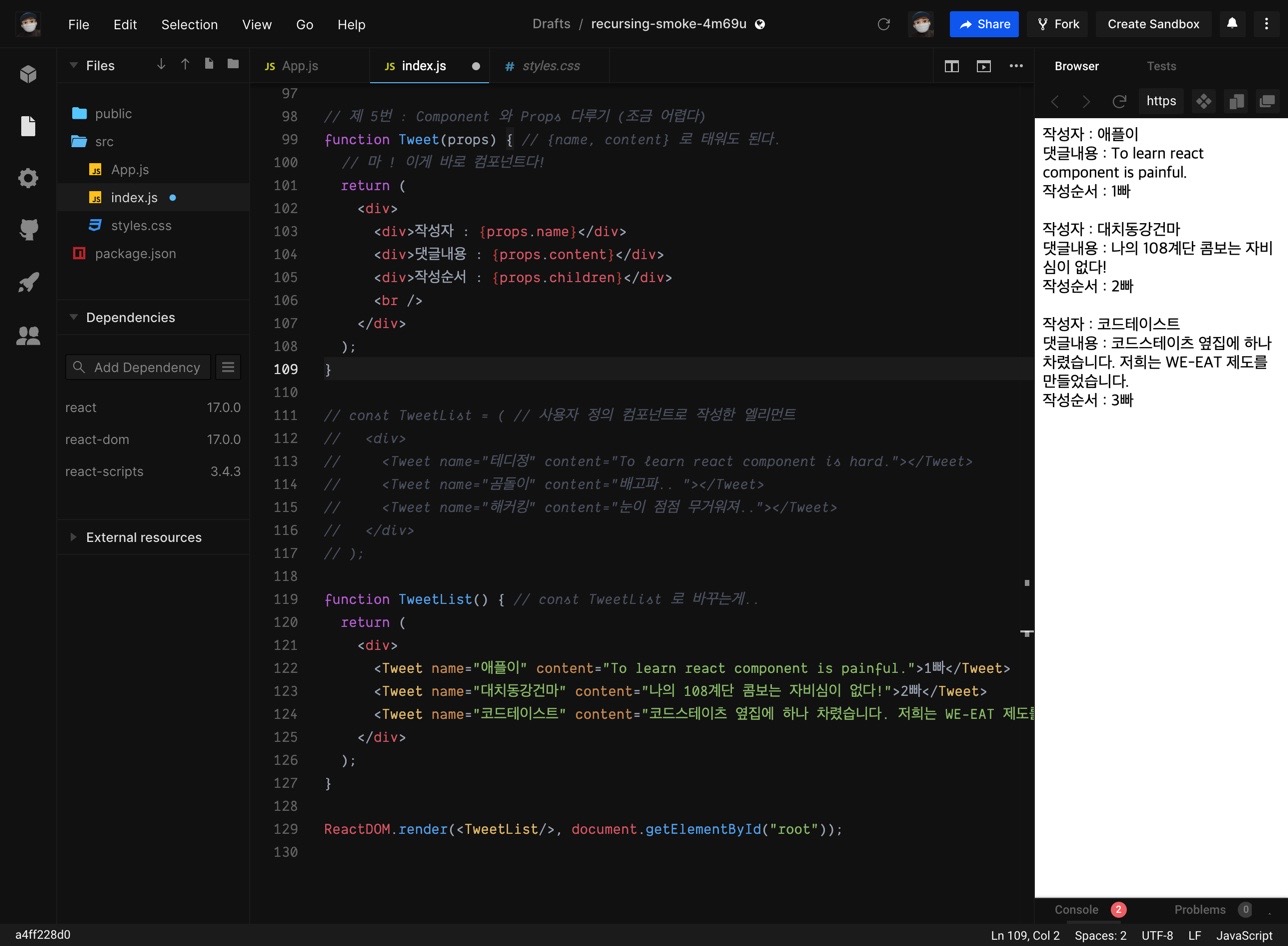 File Edit Selection View Go Help
Drafts / recursing-smoke-4m69u
Share
Fork
Create Sandbox
Files
public
src
JS App.js
JS index.js
styles.css
package.json
Dependencies
Add Dependency
react 17.0.0
react-dom 17.0.0
react-scripts 3.4.3
External resources
JS App.js
JS index.js
# styles.css
97
98 // 제 5번 : Component 와 Props 다루기 (조금 어렵다)
99 function Tweet(props) { // {name, content} 로 태워도 된다.
100 // 마 ! 이게 바로 컴포넌트다!
101 return (
102 <div>
103 <div>작성자 : {props.name}</div>
104 <div>댓글내용 : {props.content}</div>
105 <div>작성순서 : {props.children}</div>
106 <br />
107 </div>
108 );
109 }
110
111 // const TweetList = ( // 사용자 정의 컴포넌트로 작성한 엘리먼트
112 // <div>
113 // <Tweet name="테디정" content="To learn react component is hard."></Tweet>
114 // <Tweet name="곰돌이" content="배고파.. "></Tweet>
115 // <Tweet name="해커킹" content="눈이 점점 무거워져.."></Tweet>
116 // </div>
117 // );
118
119 function TweetList() { // const TweetList 로 바꾸는게..
120 return (
121 <div>
122 <Tweet name="애플이" content="To learn react component is painful.">1빠</Tweet>
123 <Tweet name="대치동강건마" content="나의 108계단 콤보는 자비심이 없다!">2빠</Tweet>
124 <Tweet name="코드테이스트" content="코드스테이츠 옆집에 하나 차렸습니다. 저희는 WE-EAT 제도를
125 </div>
126 );
127 }
128
129 ReactDOM.render(<TweetList/>, document.getElementById("root"));
130
Browser Tests
https
작성자 : 애플이
댓글내용 : To learn react
component is painful.
작성순서 : 1빠
작성자 : 대치동강건마
댓글내용 : 나의 108계단 콤보는 자비
심이 없다!
작성순서 : 2빠
작성자 : 코드테이스트
댓글내용 : 코드스테이츠 옆집에 하나
차렸습니다. 저희는 WE-EAT 제도를
만들었습니다.
작성순서 : 3빠
Console 2 Problems 0
a4ff228d0
Ln 109, Col 2 Spaces: 2 UTF-8 LF JavaScript